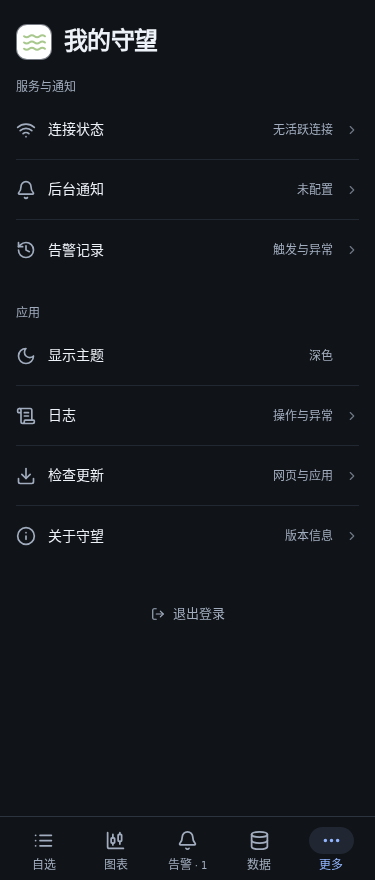 我的守望
服务与通知
连接状态 无活跃连接
后台通知 未配置
告警记录 触发与异常
应用
显示主题 深色
日志 操作与异常
检查更新 网页与应用
关于守望 版本信息
退出登录
自选 图表 告警 · 1 数据 更多